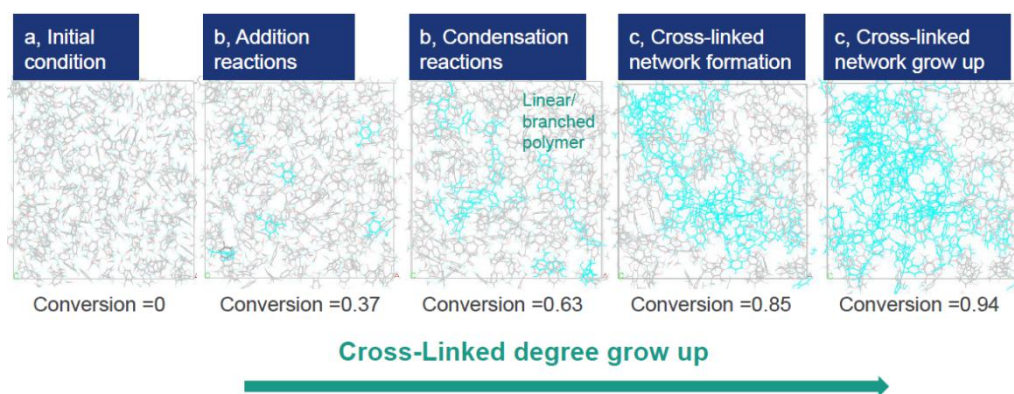 a, Initial
condition
b, Addition
reactions
b, Condensation
reactions
c, Cross-linked
network formation
c, Cross-linked
network grow up
Linear/
branched
polymer
Conversion =0
Conversion =0.37
Conversion =0.63
Conversion =0.85
Conversion =0.94
Cross-Linked degree grow up